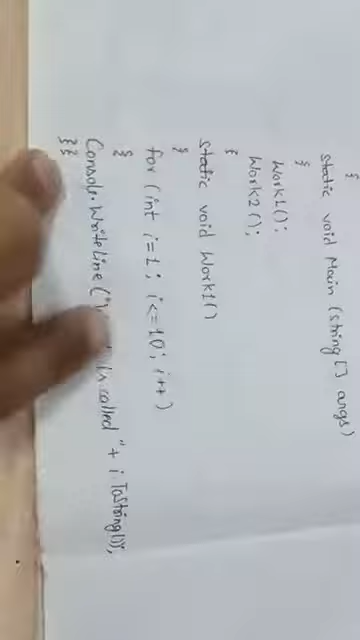 {
static void Main (string[] args)
{
Work1();
Work2();
}
static void Work1()
{
for (int i=1; i<=10; i++)
{
Console.WriteLine (" is called " + i.ToString());
}}